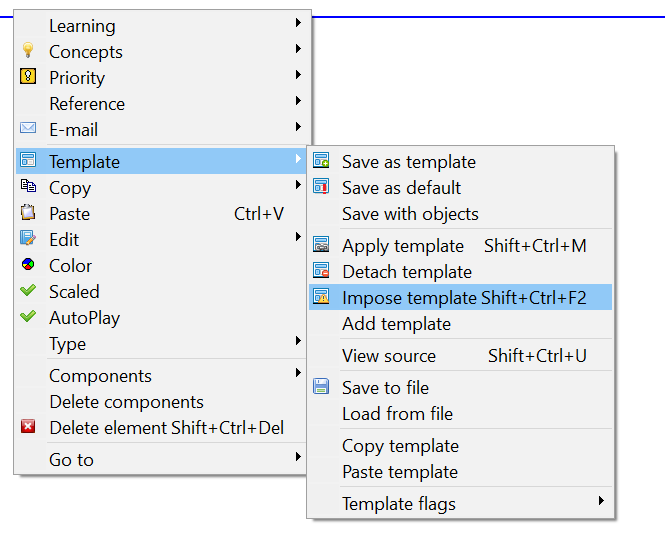 Learning
Concepts
Priority
Reference
E-mail
Template
Copy
Paste Ctrl+V
Edit
Color
Scaled
AutoPlay
Type
Components
Delete components
Delete element Shift+Ctrl+Del
Go to
Save as template
Save as default
Save with objects
Apply template Shift+Ctrl+M
Detach template
Impose template Shift+Ctrl+F2
Add template
View source Shift+Ctrl+U
Save to file
Load from file
Copy template
Paste template
Template flags